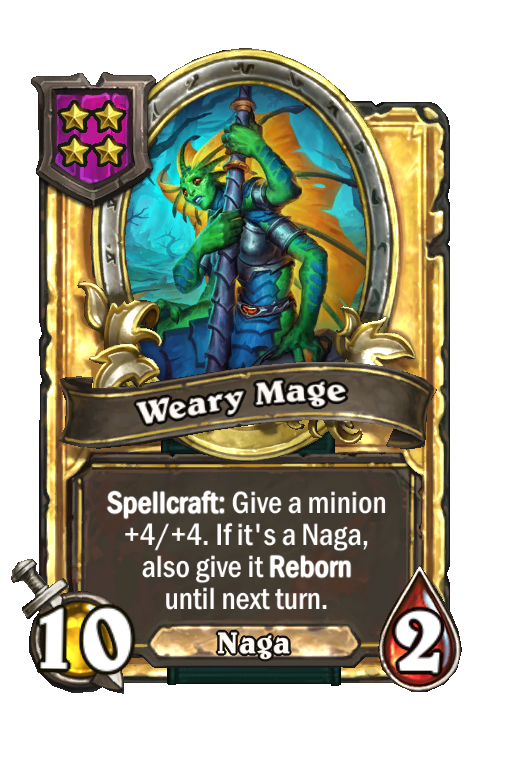 Weary Mage
Spellcraft: Give a minion
+4/+4. If it's a Naga,
also give it Reborn
until next turn.
10
Naga
2